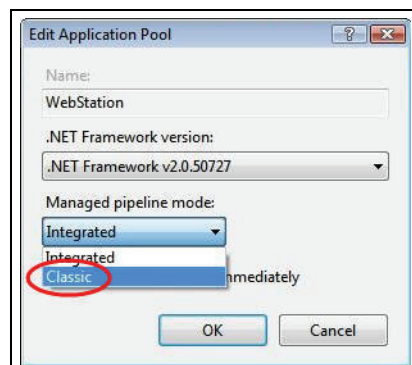 Edit Application Pool
Name:
WebStation
.NET Framework version:
.NET Framework v2.0.50727
Managed pipeline mode:
Integrated
Integrated
Classic
mmediately
OK
Cancel